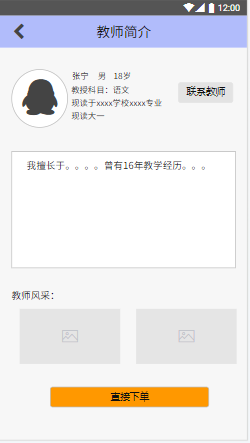 12:00
教师简介
张宁 男 18岁
教授科目：语文
现读于xxxx学校xxxx专业
现读大一
联系教师
我擅长于。。。。曾有16年教学经历。。。
教师风采：
直接下单